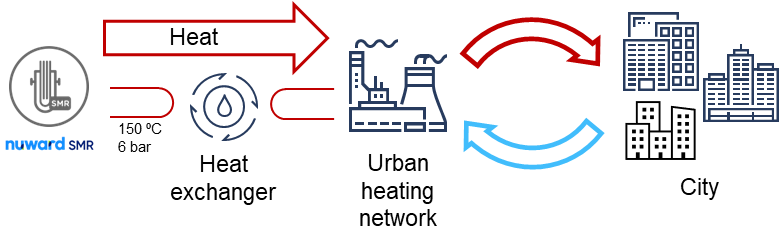 Heat
SMR
nuward SMR
150 ºC
6 bar
Heat
exchanger
Urban
heating
network
City